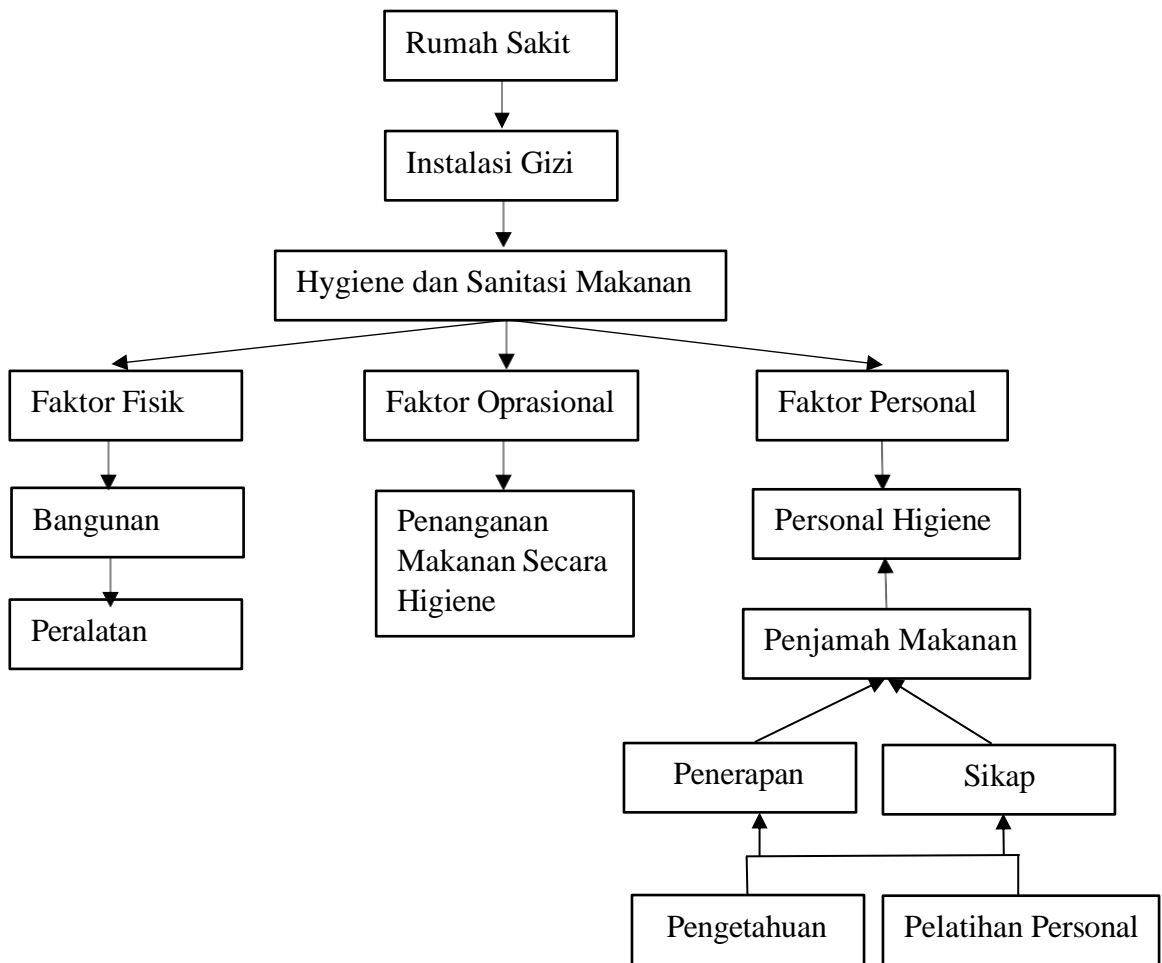 Rumah Sakit
Instalasi Gizi
Hygiene dan Sanitasi Makanan
Faktor Fisik
Faktor Oprasional
Faktor Personal
Bangunan
Penanganan
Makanan Secara
Higiene
Personal Higiene
Peralatan
Penjamah Makanan
Penerapan
Sikap
Pengetahuan
Pelatihan Personal